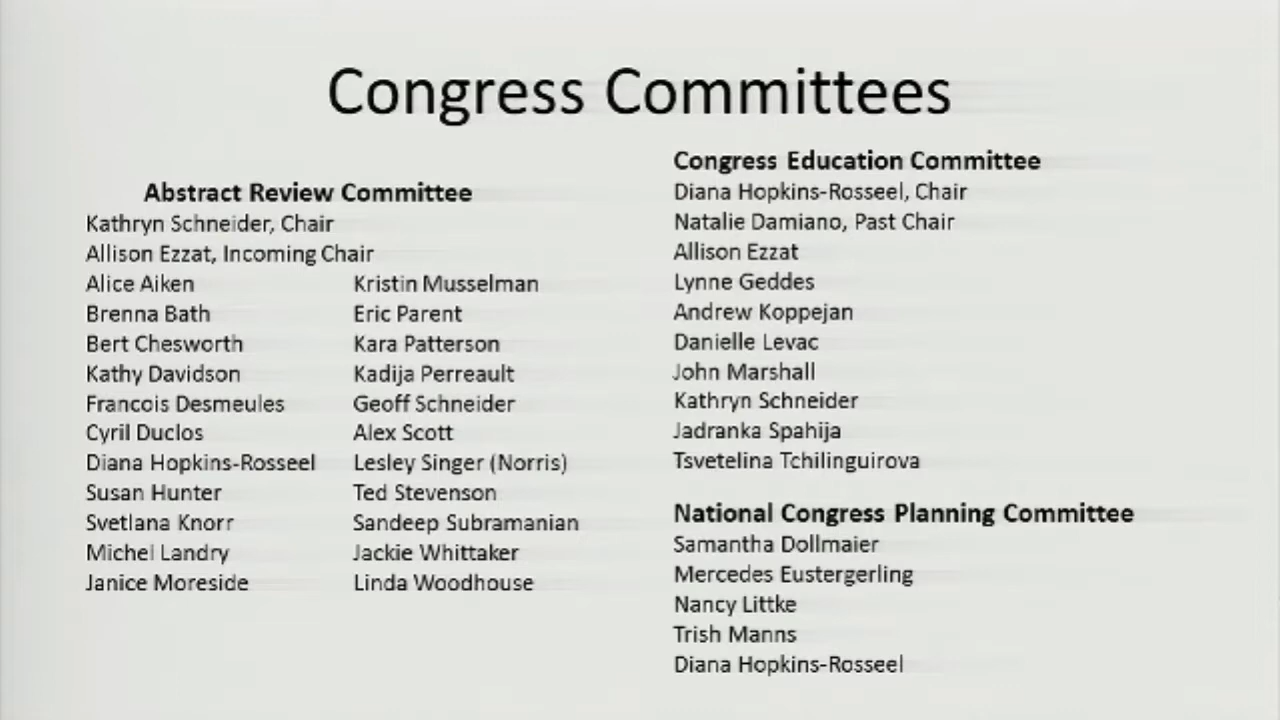 Congress Committees
Abstract Review Committee
Kathryn Schneider, Chair
Allison Ezzat, Incoming Chair
Alice Aiken
Brenna Bath
Bert Chesworth
Kathy Davidson
Francois Desmeules
Cyril Duclos
Diana Hopkins-Rosseel
Susan Hunter
Svetlana Knorr
Michel Landry
Janice Moreside
Kristin Musselman
Eric Parent
Kara Patterson
Kadija Perreault
Geoff Schneider
Alex Scott
Lesley Singer (Norris)
Ted Stevenson
Sandeep Subramanian
Jackie Whittaker
Linda Woodhouse
Congress Education Committee
Diana Hopkins-Rosseel, Chair
Natalie Damiano, Past Chair
Allison Ezzat
Lynne Geddes
Andrew Koppejan
Danielle Levac
John Marshall
Kathryn Schneider
Jadranka Spahija
Tsvetelina Tchilinguirova
National Congress Planning Committee
Samantha Dollmaier
Mercedes Eustergerling
Nancy Littke
Trish Manns
Diana Hopkins-Rosseel